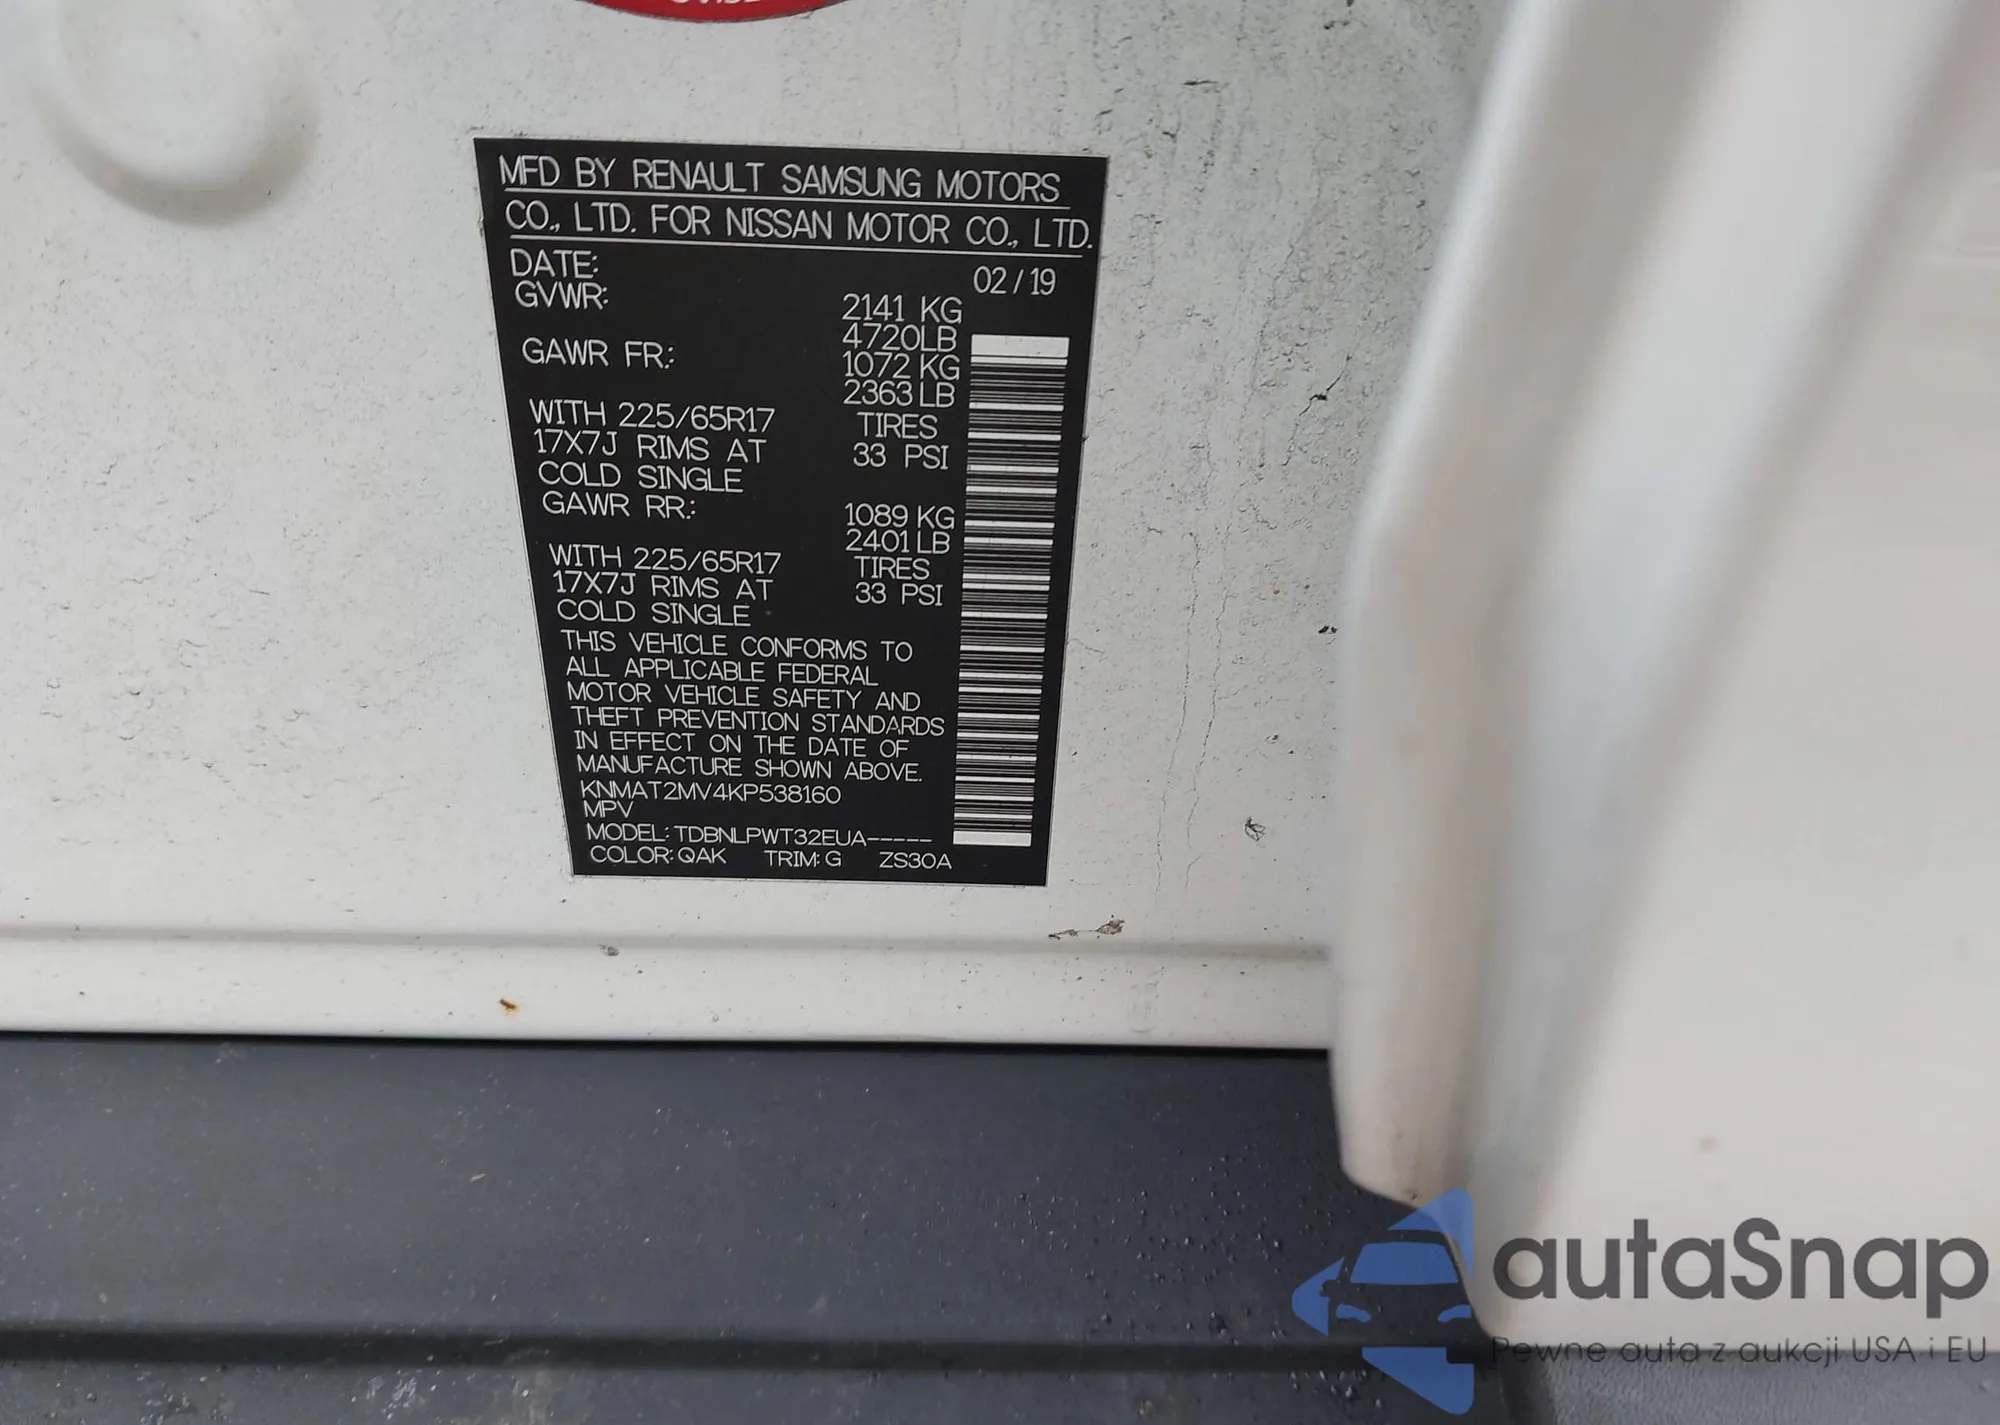 MFD BY RENAULT SAMSUNG MOTORS
CO., LTD. FOR NISSAN MOTOR CO., LTD.
DATE: 02/19
GVWR: 2141 KG
4720LB
GAWR FR: 1072 KG
2363LB
WITH 225/65R17 TIRES
17X7J RIMS AT 33 PSI
COLD SINGLE
GAWR RR: 1089 KG
2401LB
WITH 225/65R17 TIRES
17X7J RIMS AT 33 PSI
COLD SINGLE
THIS VEHICLE CONFORMS TO
ALL APPLICABLE FEDERAL
MOTOR VEHICLE SAFETY AND
THEFT PREVENTION STANDARDS
IN EFFECT ON THE DATE OF
MANUFACTURE SHOWN ABOVE.
KNMAT2MV4KP538160
MPV
MODEL: TDBNLPWT32EUA-----
COLOR: QAK TRIM: G ZS30A
autaSnap
Pewne auta z aukcji USA i EU